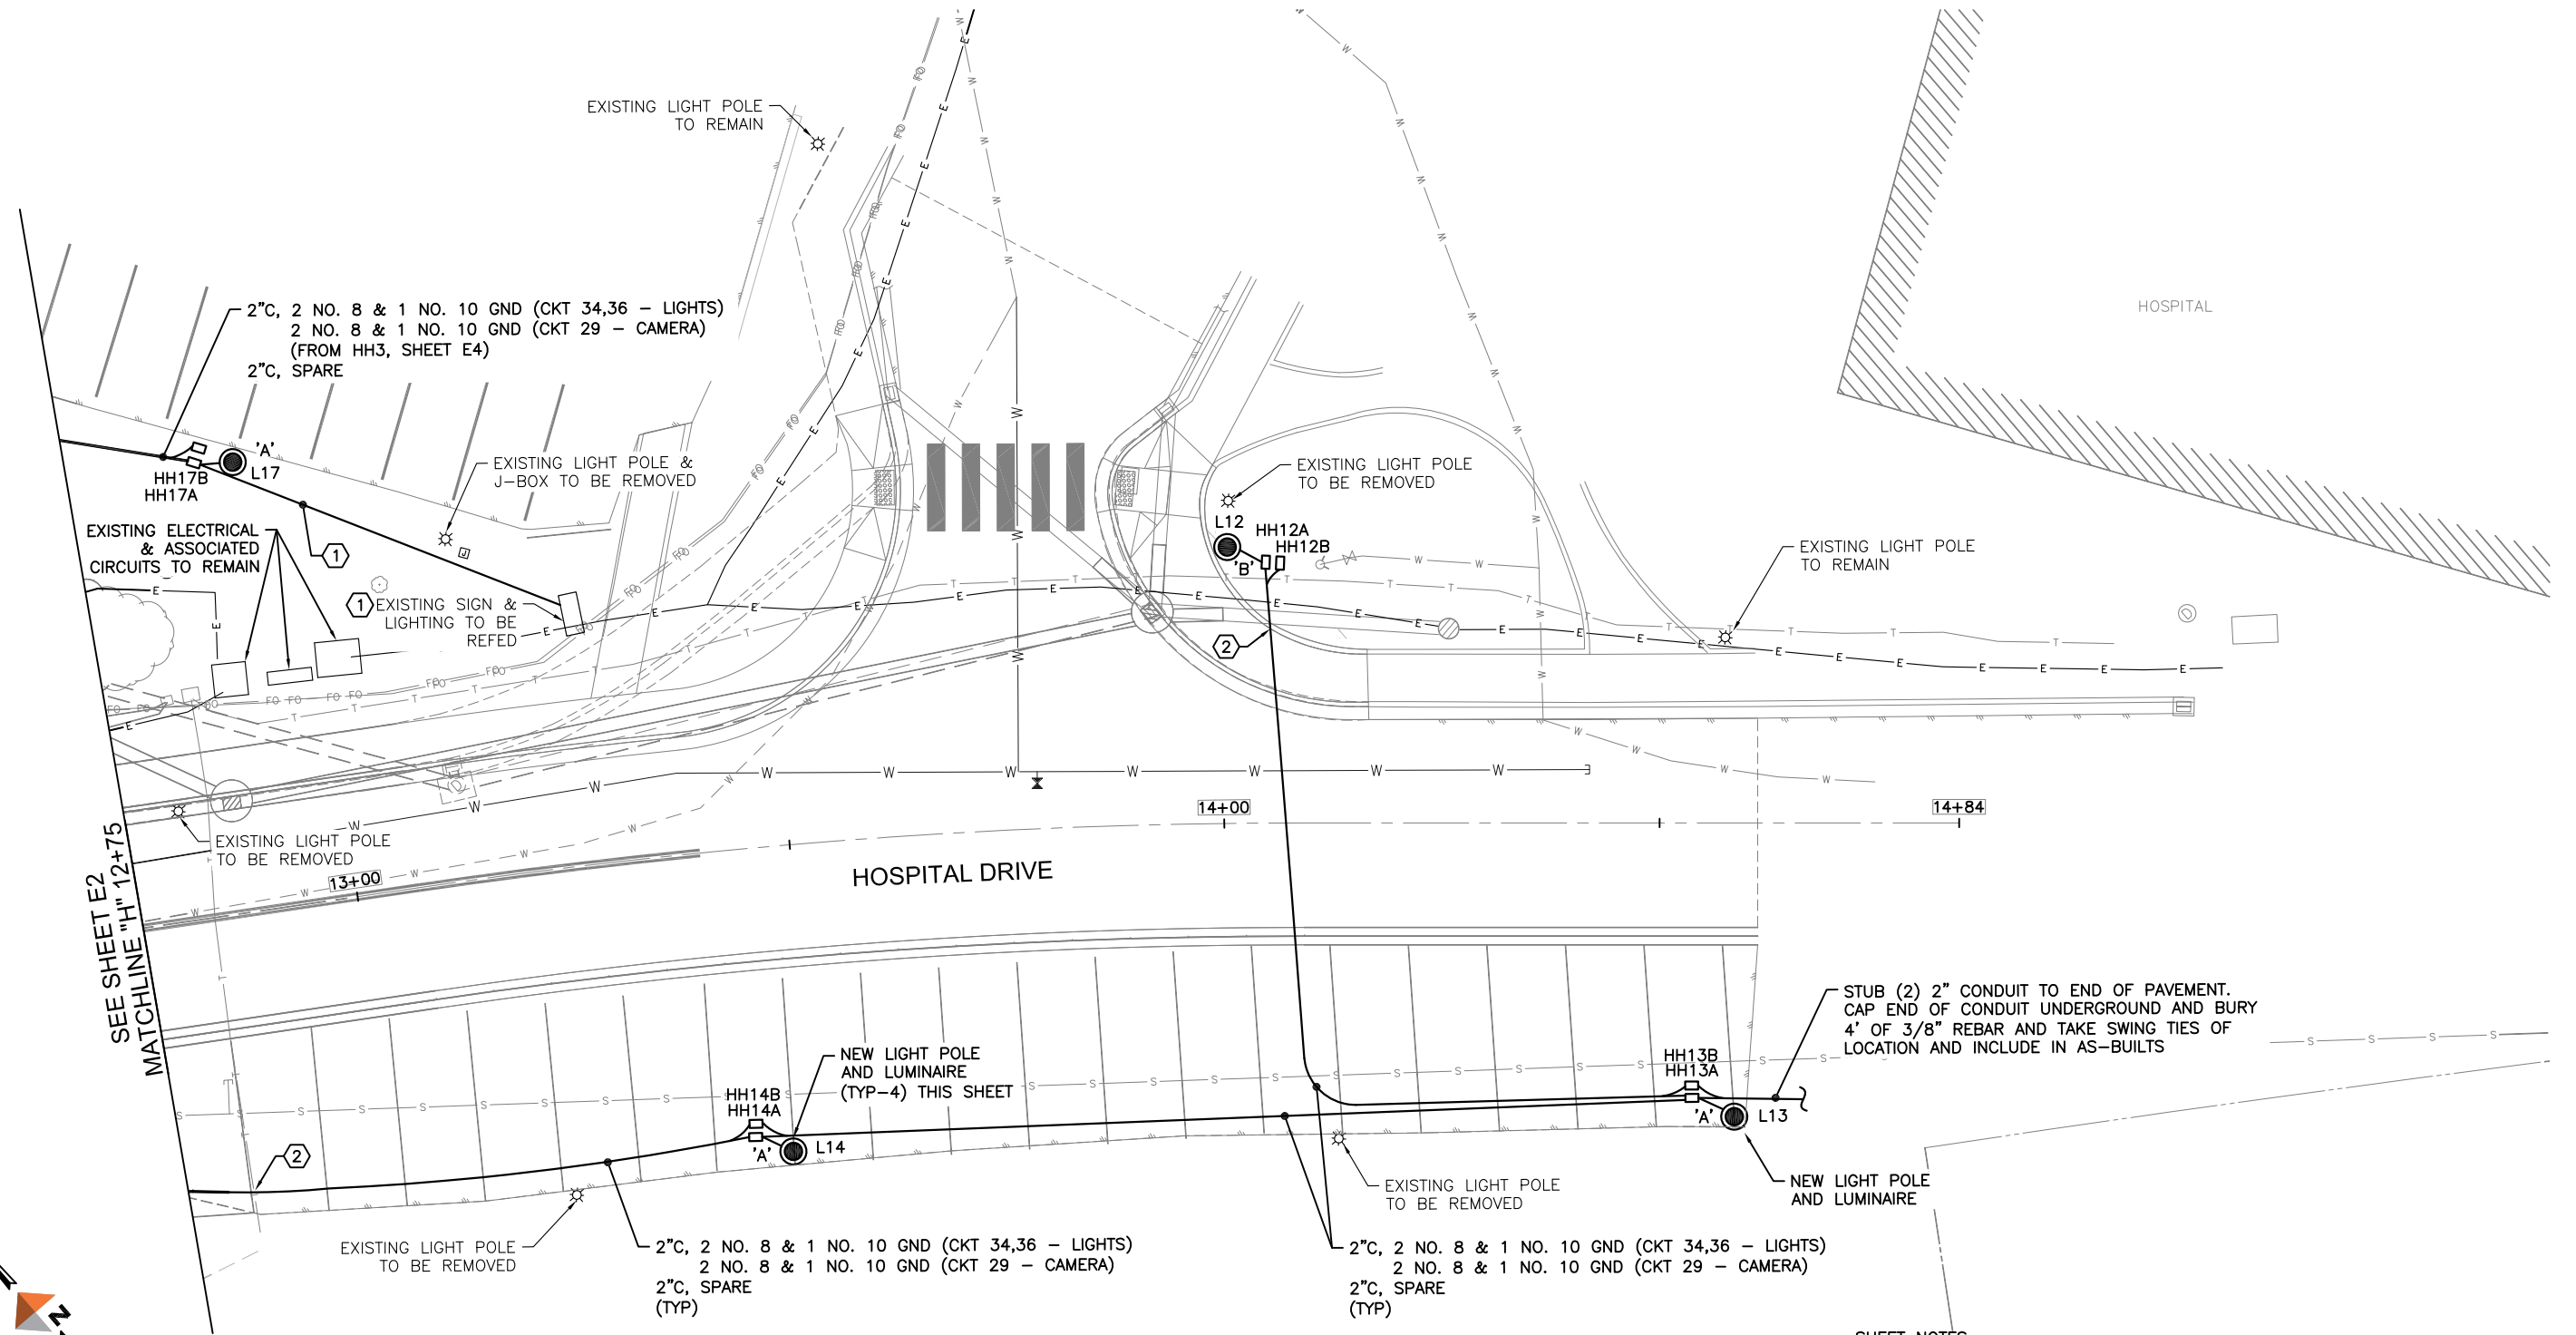 EXISTING LIGHT POLE
TO REMAIN
HOSPITAL
2"C, 2 NO. 8 & 1 NO. 10 GND (CKT 34,36 – LIGHTS)
2 NO. 8 & 1 NO. 10 GND (CKT 29 – CAMERA)
(FROM HH3, SHEET E4)
2"C, SPARE
'A'
L17
HH17B
HH17A
EXISTING LIGHT POLE &
J-BOX TO BE REMOVED
J
EXISTING ELECTRICAL
& ASSOCIATED
CIRCUITS TO REMAIN
1
1
EXISTING SIGN &
LIGHTING TO BE
REFED
EXISTING LIGHT POLE
TO BE REMOVED
L12
HH12A
HH12B
'B'
2
EXISTING LIGHT POLE
TO REMAIN
D
14+00
14+84
EXISTING LIGHT POLE
TO BE REMOVED
13+00
HOSPITAL DRIVE
SEE SHEET E2
MATCHLINE "H" 12+75
STUB (2) 2" CONDUIT TO END OF PAVEMENT.
CAP END OF CONDUIT UNDERGROUND AND BURY
4' OF 3/8" REBAR AND TAKE SWING TIES OF
LOCATION AND INCLUDE IN AS-BUILTS
NEW LIGHT POLE
AND LUMINAIRE
(TYP-4) THIS SHEET
HH14B
HH14A
'A'
L14
HH13B
HH13A
'A'
L13
2
NEW LIGHT POLE
AND LUMINAIRE
EXISTING LIGHT POLE
TO BE REMOVED
EXISTING LIGHT POLE
TO BE REMOVED
2"C, 2 NO. 8 & 1 NO. 10 GND (CKT 34,36 – LIGHTS)
2 NO. 8 & 1 NO. 10 GND (CKT 29 – CAMERA)
2"C, SPARE
(TYP)
2"C, 2 NO. 8 & 1 NO. 10 GND (CKT 34,36 – LIGHTS)
2 NO. 8 & 1 NO. 10 GND (CKT 29 – CAMERA)
2"C, SPARE
(TYP)
N
SHEET NOTES